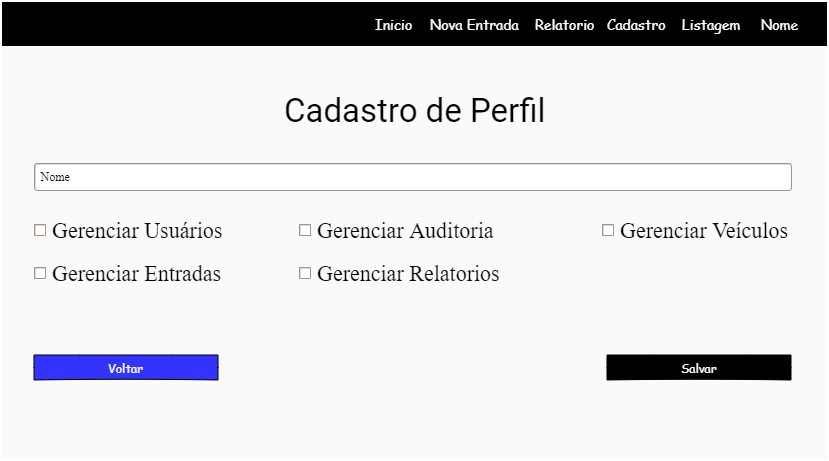 Inicio Nova Entrada Relatorio Cadastro Listagem Nome
Cadastro de Perfil
Nome
Gerenciar Usuários Gerenciar Auditoria Gerenciar Veículos
Gerenciar Entradas Gerenciar Relatorios
Voltar Salvar